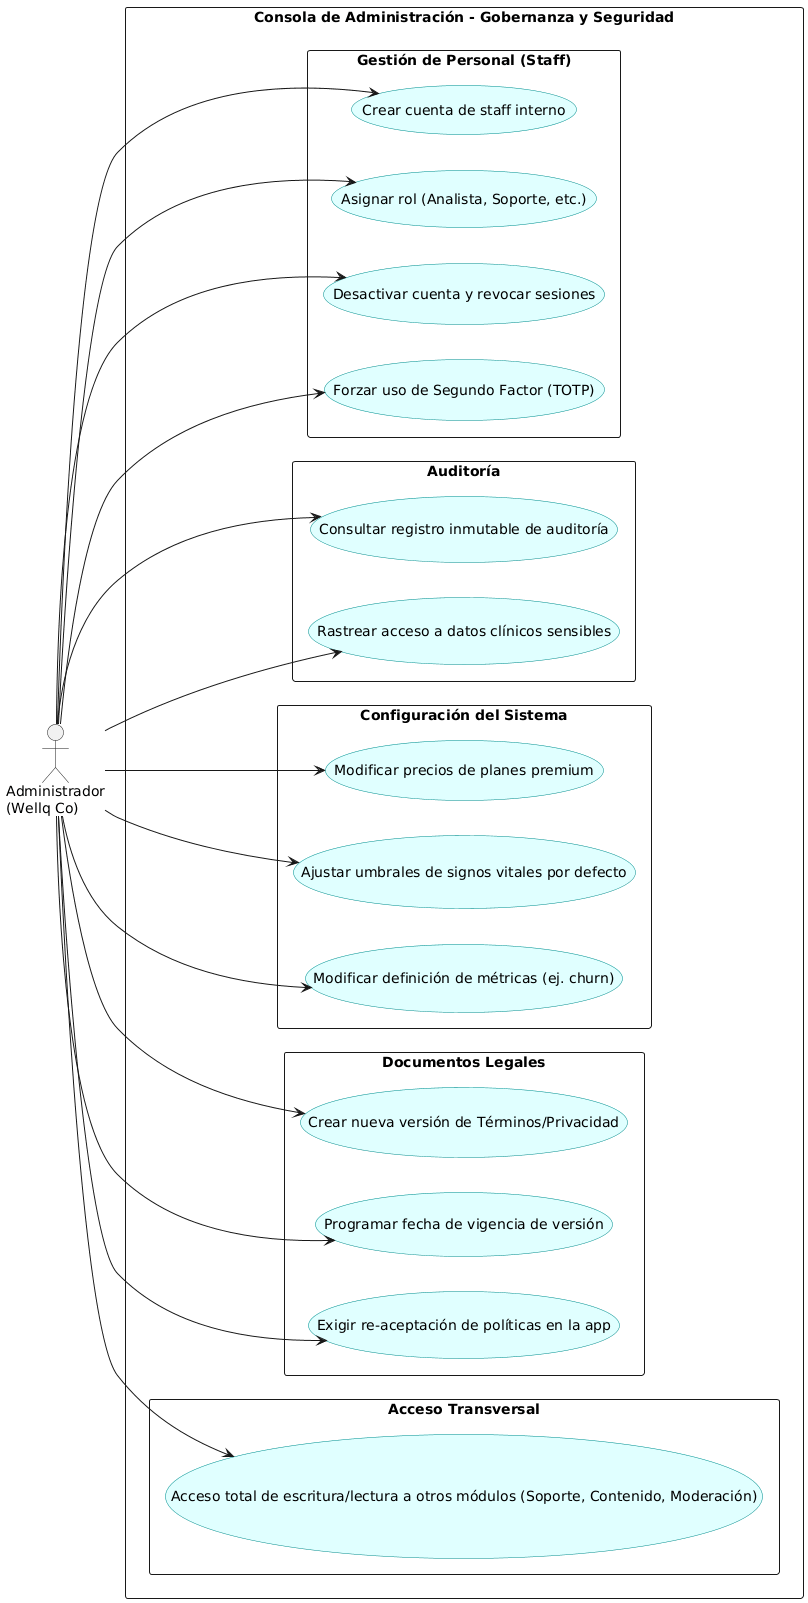 Consola de Administración - Gobernanza y Seguridad
Gestión de Personal (Staff)
Crear cuenta de staff interno
Asignar rol (Analista, Soporte, etc.)
Desactivar cuenta y revocar sesiones
Forzar uso de Segundo Factor (TOTP)
Auditoría
Consultar registro inmutable de auditoría
Rastrear acceso a datos clínicos sensibles
Administrador
(Wellq Co)
Configuración del Sistema
Modificar precios de planes premium
Ajustar umbrales de signos vitales por defecto
Modificar definición de métricas (ej. churn)
Documentos Legales
Crear nueva versión de Términos/Privacidad
Programar fecha de vigencia de versión
Exigir re-aceptación de políticas en la app
Acceso Transversal
Acceso total de escritura/lectura a otros módulos (Soporte, Contenido, Moderación)